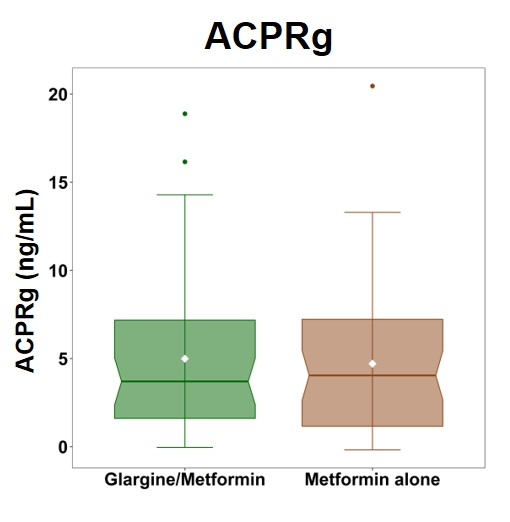 ACPRg
ACPRg (ng/mL)
20
15
10
5
0
Glargine/Metformin
Metformin alone